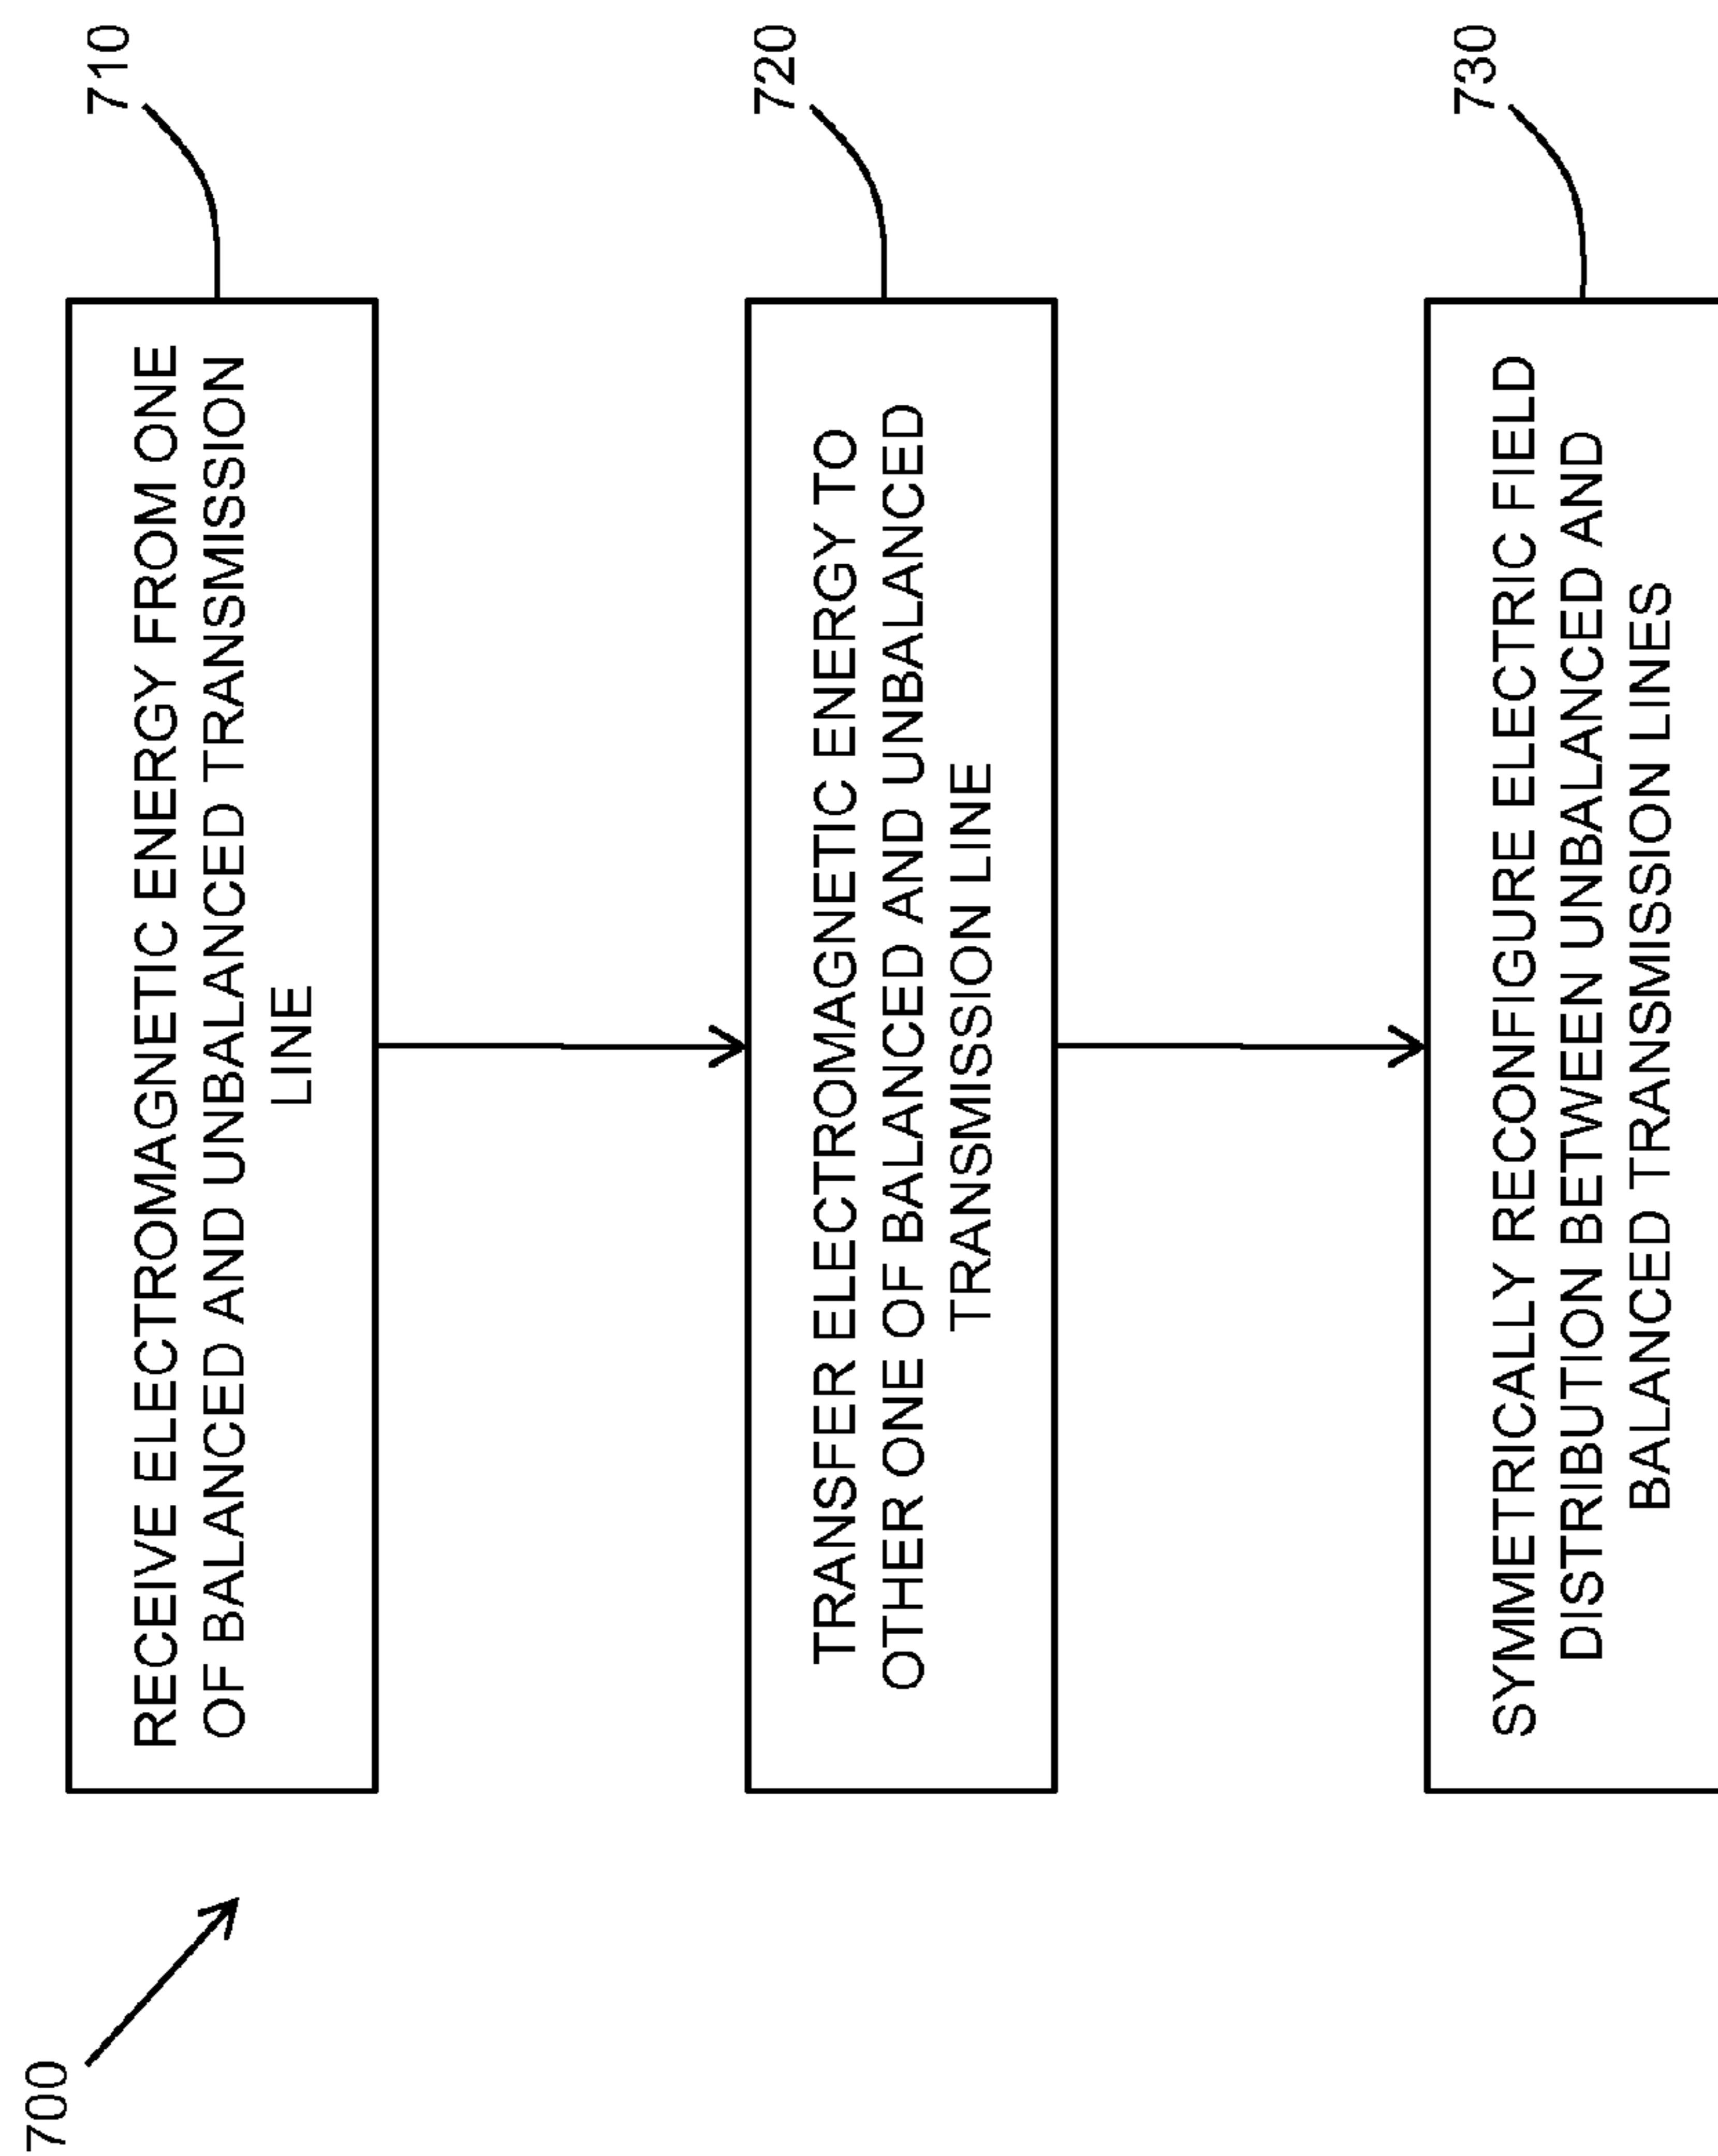 700
710
RECEIVE ELECTROMAGNETIC ENERGY FROM ONE
OF BALANCED AND UNBALANCED TRANSMISSION
LINE
720
TRANSFER ELECTROMAGNETIC ENERGY TO
OTHER ONE OF BALANCED AND UNBALANCED
TRANSMISSION LINE
730
SYMMETRICALLY RECONFIGURE ELECTRIC FIELD
DISTRIBUTION BETWEEN UNBALANCED AND
BALANCED TRANSMISSION LINES